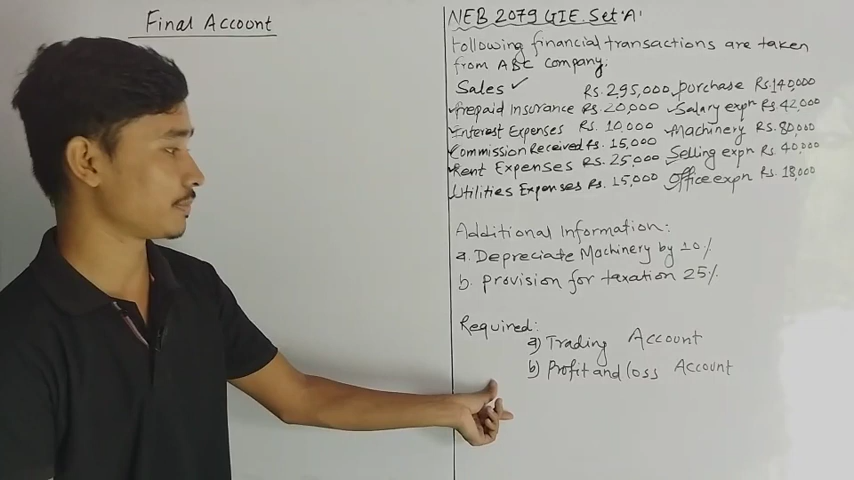 Final Account
NEB 2079 GIE. Set 'A'
Following financial transactions are taken
from ABC company:
Sales ✓ Rs. 295,000 ✓ purchase Rs. 140,000
✓ Prepaid Insurance Rs. 20,000 ✓ Salary expn Rs 42,000
✓ Interest Expenses Rs. 10,000 ✓ Machinery Rs. 80,000
✓ Commission Received Rs. 15,000 ✓ Selling expn Rs. 40,000
✓ Rent Expenses Rs. 25,000 ✓ Office expn Rs. 18,000
✓ Utilities Expenses Rs. 15,000
Additional Information:
a. Depreciate Machinery by 10%
b. provision for taxation 25%
Required:
a) Trading Account
b) Profit and loss Account